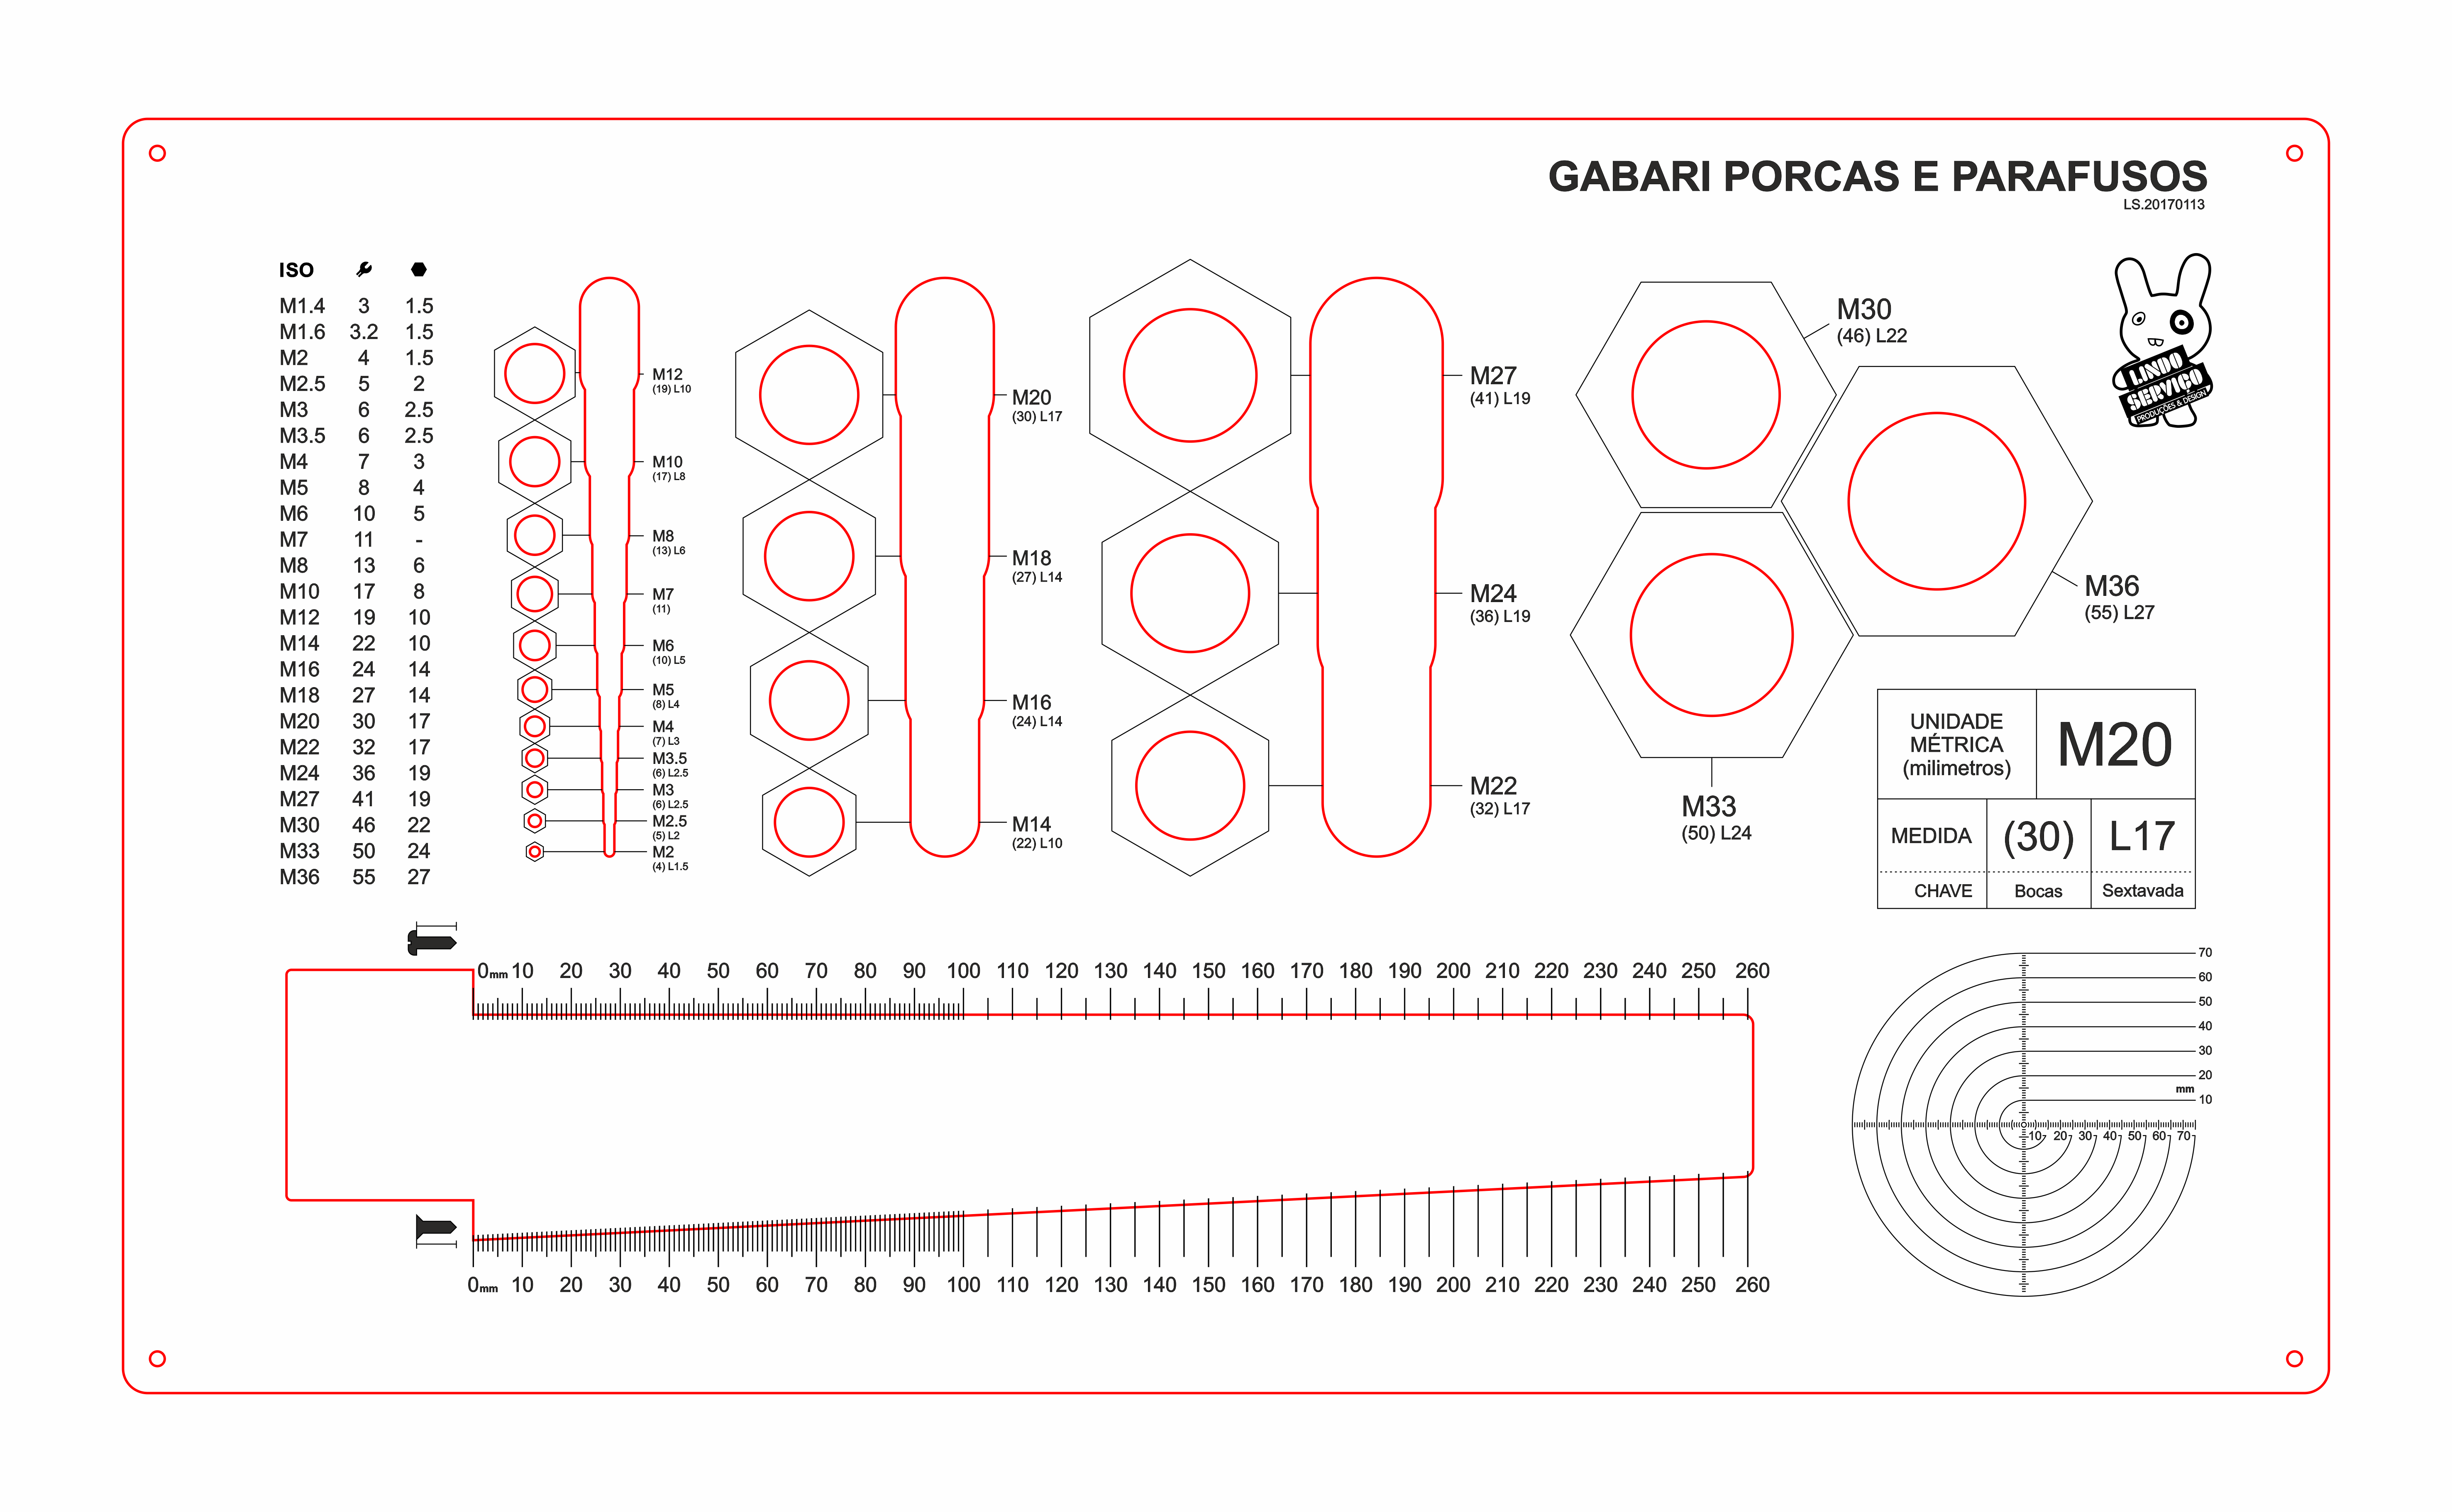 GABARI PORCAS E PARAFUSOS
LS.20170113
ISO
M1.4 3 1.5
M1.6 3.2 1.5
M2 4 1.5
M2.5 5 2
M3 6 2.5
M3.5 6 2.5
M4 7 3
M5 8 4
M6 10 5
M7 11 -
M8 13 6
M10 17 8
M12 19 10
M14 22 10
M16 24 14
M18 27 14
M20 30 17
M22 32 17
M24 36 19
M27 41 19
M30 46 22
M33 50 24
M36 55 27
M12
(19) L10
M10
(17) L8
M8
(13) L6
M7
(11)
M6
(10) L5
M5
(8) L4
M4
(7) L3
M3.5
(6) L2.5
M3
(6) L2.5
M2.5
(5) L2
M2
(4) L1.5
M20
(30) L17
M18
(27) L14
M16
(24) L14
M14
(22) L10
M27
(41) L19
M24
(36) L19
M22
(32) L17
M30
(46) L22
M36
(55) L27
M33
(50) L24
LINDO
SERVIÇO
PRODUÇÕES & DESIGN
UNIDADE
MÉTRICA
(milimetros)
M20
MEDIDA (30) L17
CHAVE Bocas Sextavada
0mm 10 20 30 40 50 60 70 80 90 100 110 120 130 140 150 160 170 180 190 200 210 220 230 240 250 260
0mm 10 20 30 40 50 60 70 80 90 100 110 120 130 140 150 160 170 180 190 200 210 220 230 240 250 260
70
60
50
40
30
20
mm
10
10 20 30 40 50 60 70